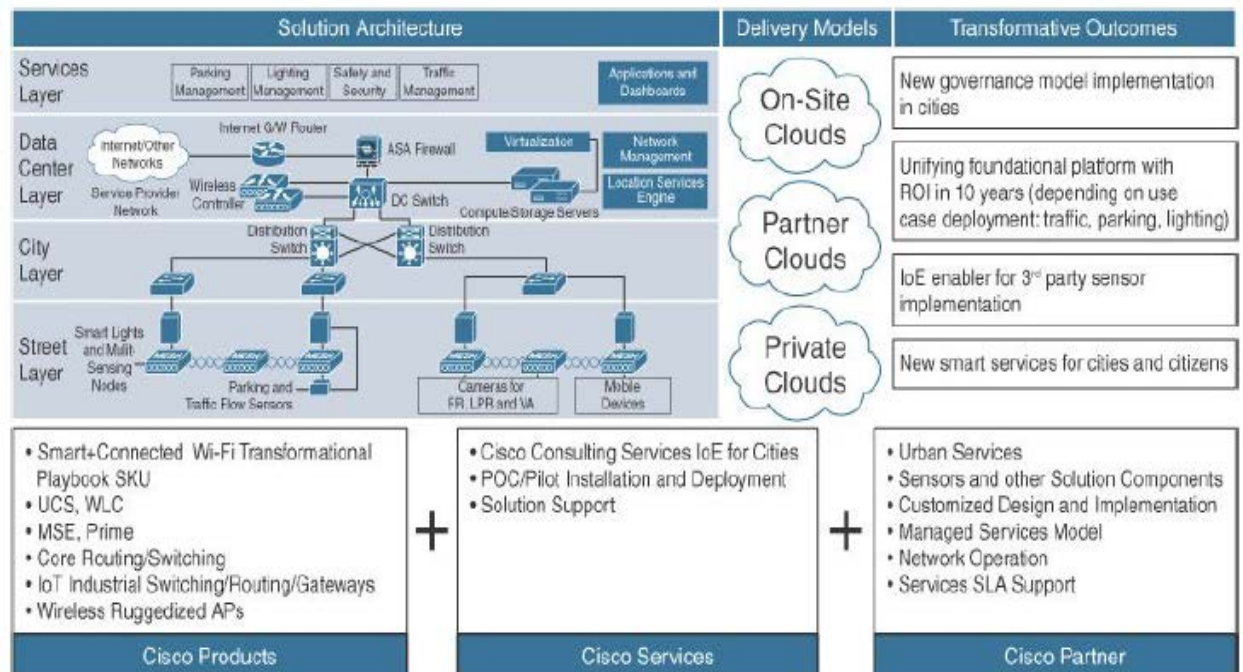 Solution Architecture
Delivery Models
Transformative Outcomes
Services
Layer
Parking
Management
Lighting
Management
Safety and
Security
Traffic
Management
Applications and
Dashboards
Data
Center
Layer
Internet/Other
Networks
Service Provider
Network
Internet G/W Router
ASA Firewall
Wireless
Controller
DC Switch
Virtualization
Compute/Storage Servers
Network
Management
Location Services
Engine
City
Layer
Distribution
Switch
Distribution
Switch
Street
Layer
Smart Lights
and Mulit-
Sensing
Nodes
Parking and
Traffic Flow Sensors
Cameras for
FR, LPR and VA
Mobile
Devices
On-Site
Clouds
Partner
Clouds
Private
Clouds
New governance model implementation
in cities
Unifying foundational platform with
ROI in 10 years (depending on use
case deployment: traffic, parking, lighting)
IoE enabler for 3rd party sensor
implementation
New smart services for cities and citizens
• Smart+Connected Wi-Fi Transformational
Playbook SKU
• UCS, WLC
• MSE, Prime
• Core Routing/Switching
• IoT Industrial Switching/Routing/Gateways
• Wireless Ruggedized APs
Cisco Products
+
• Cisco Consulting Services IoE for Cities
• POC/Pilot Installation and Deployment
• Solution Support
Cisco Services
+
• Urban Services
• Sensors and other Solution Components
• Customized Design and Implementation
• Managed Services Model
• Network Operation
• Services SLA Support
Cisco Partner